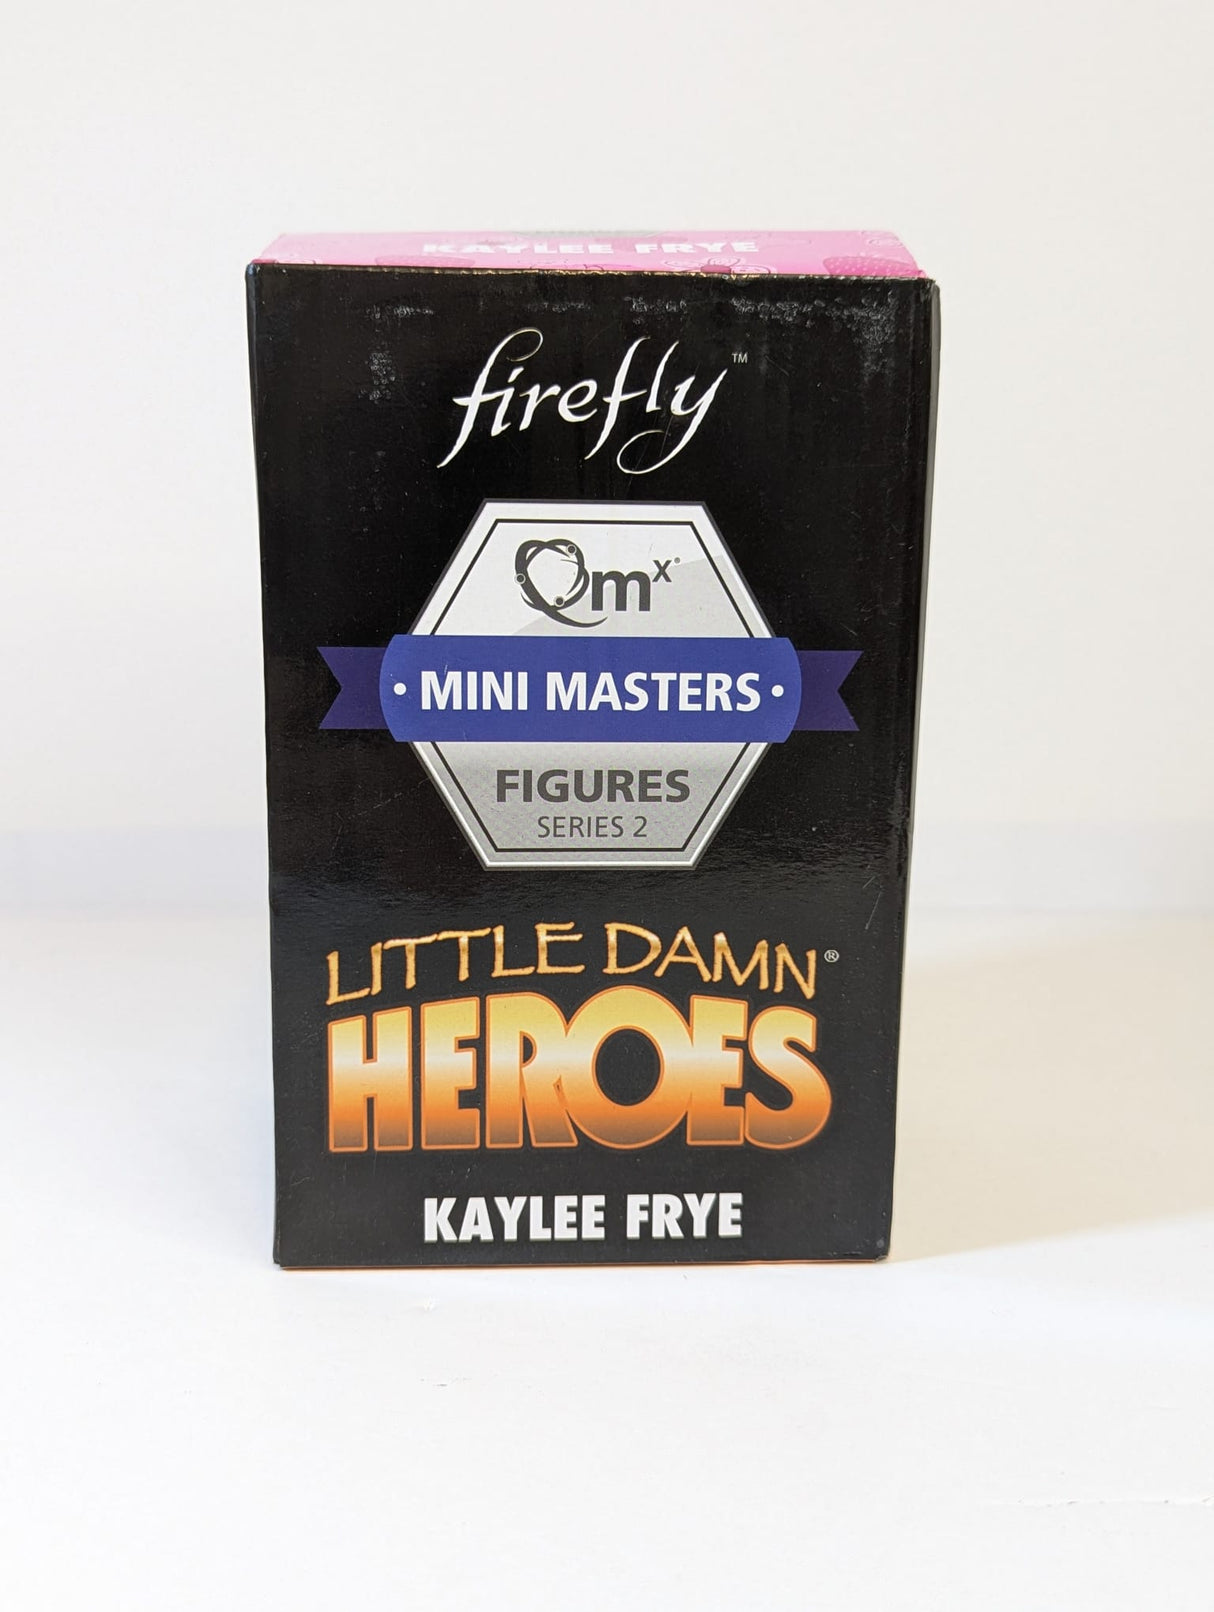 KAYLEE FRYE
firefly™
Qmx®
• MINI MASTERS •
FIGURES
SERIES 2
LITTLE DAMN®
HEROES
KAYLEE FRYE